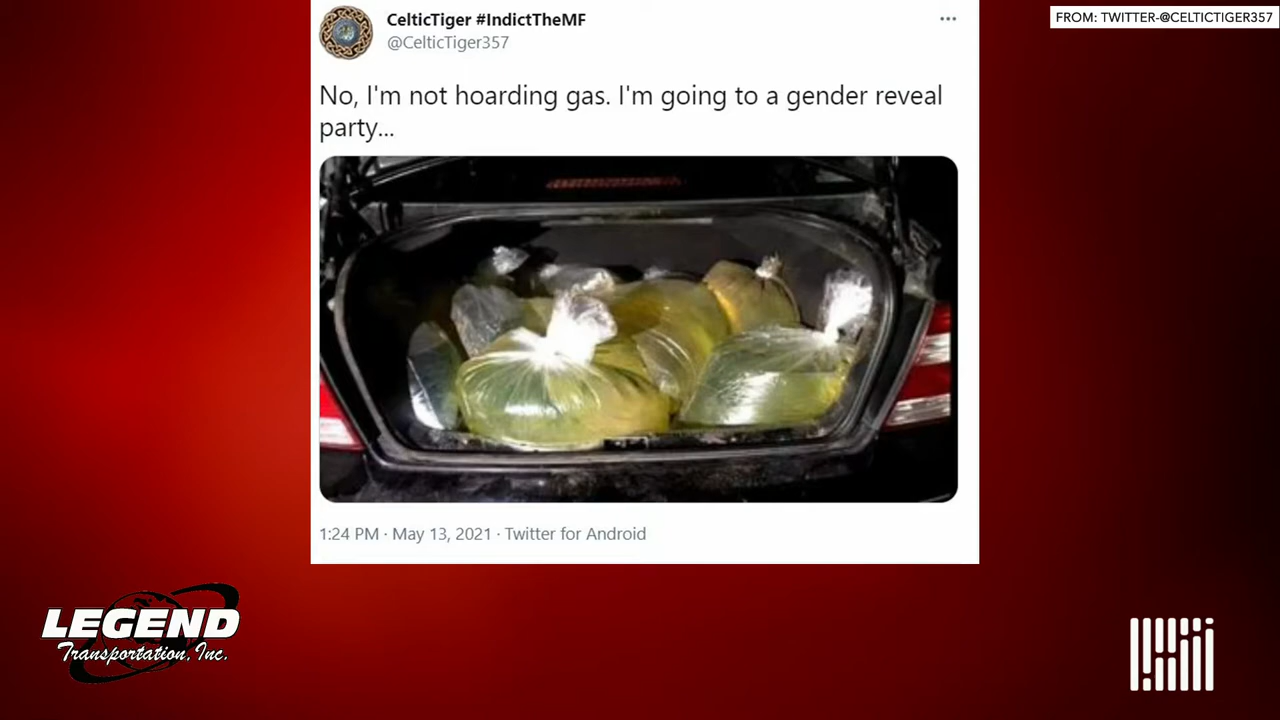 FROM: TWITTER-@CELTICTIGER357
CelticTiger #IndictTheMF
@CelticTiger357
No, I'm not hoarding gas. I'm going to a gender reveal
party...
1:24 PM · May 13, 2021 · Twitter for Android
LEGEND
Transportation, Inc.